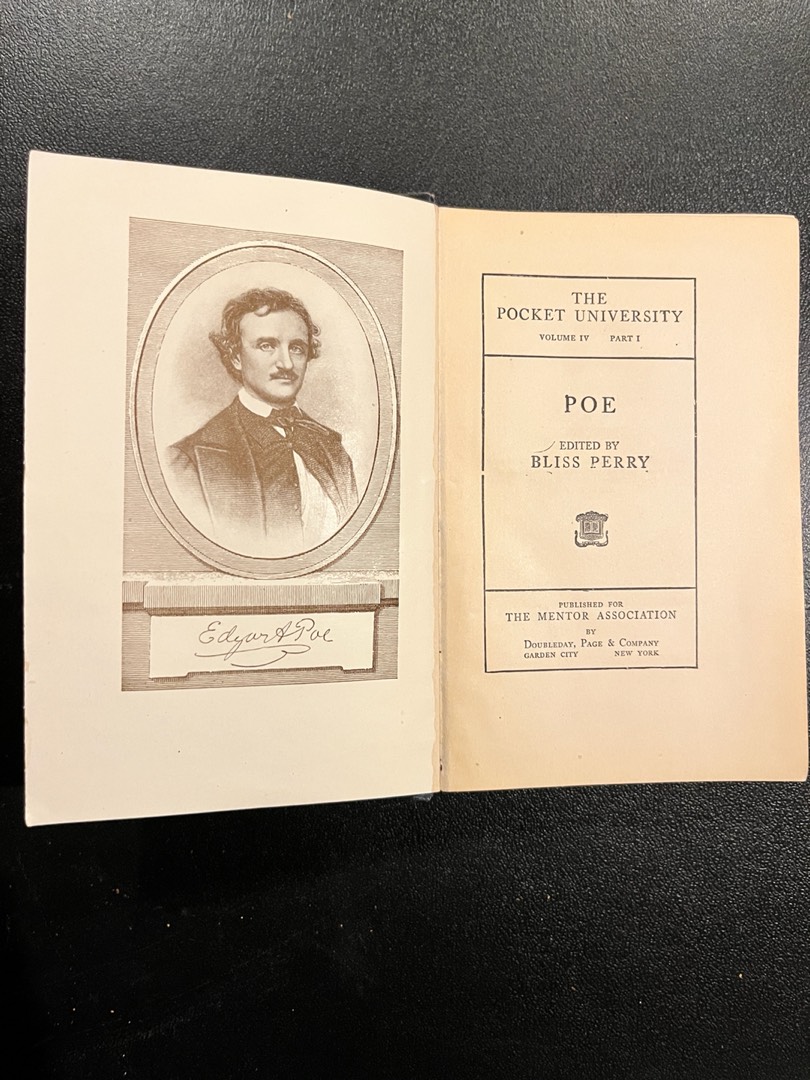 Edgar A Poe
THE
POCKET UNIVERSITY
VOLUME IV PART I
POE
EDITED BY
BLISS PERRY
PUBLISHED FOR
THE MENTOR ASSOCIATION
BY
DOUBLEDAY, PAGE & COMPANY
GARDEN CITY NEW YORK